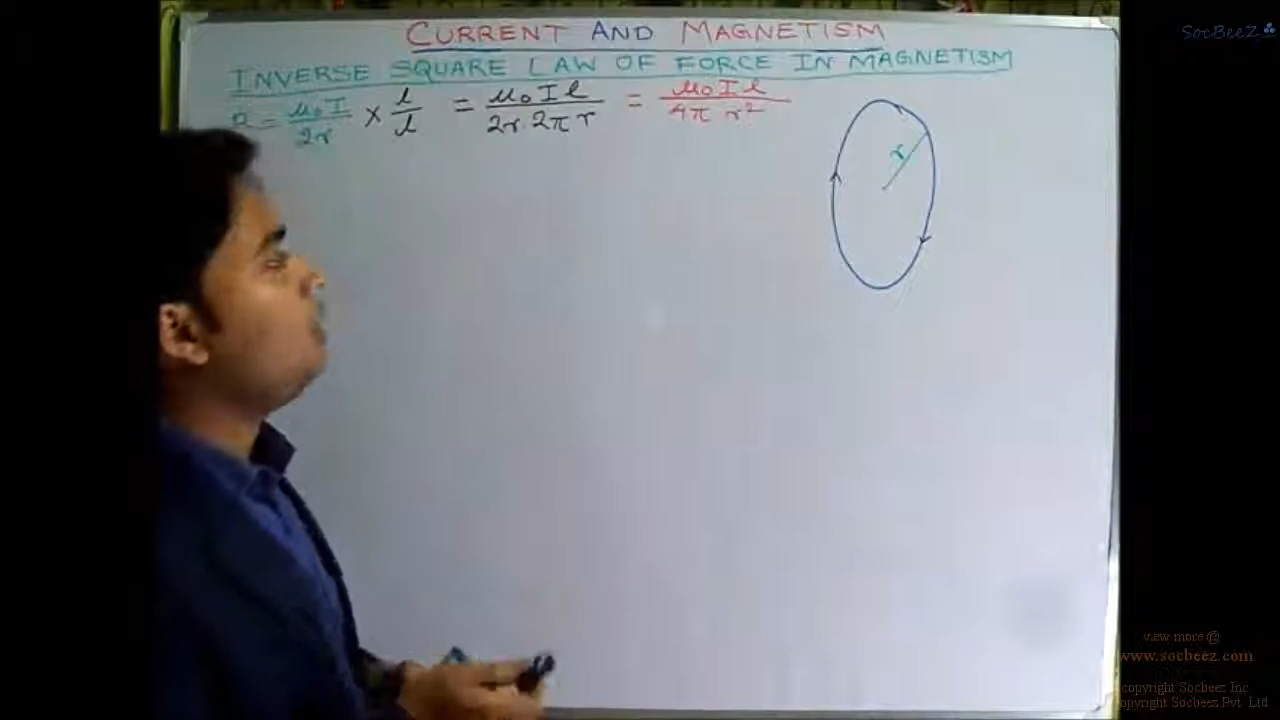 SocBeeZ
CURRENT AND MAGNETISM
INVERSE SQUARE LAW OF FORCE IN MAGNETISM
= μ₀I/2r × l/l = μ₀Il/2r.2πr = μ₀Il/4πr²
r
view more @
www.socbeez.com
copyright Socbeez Inc
copyright Socbeez Pvt. Ltd